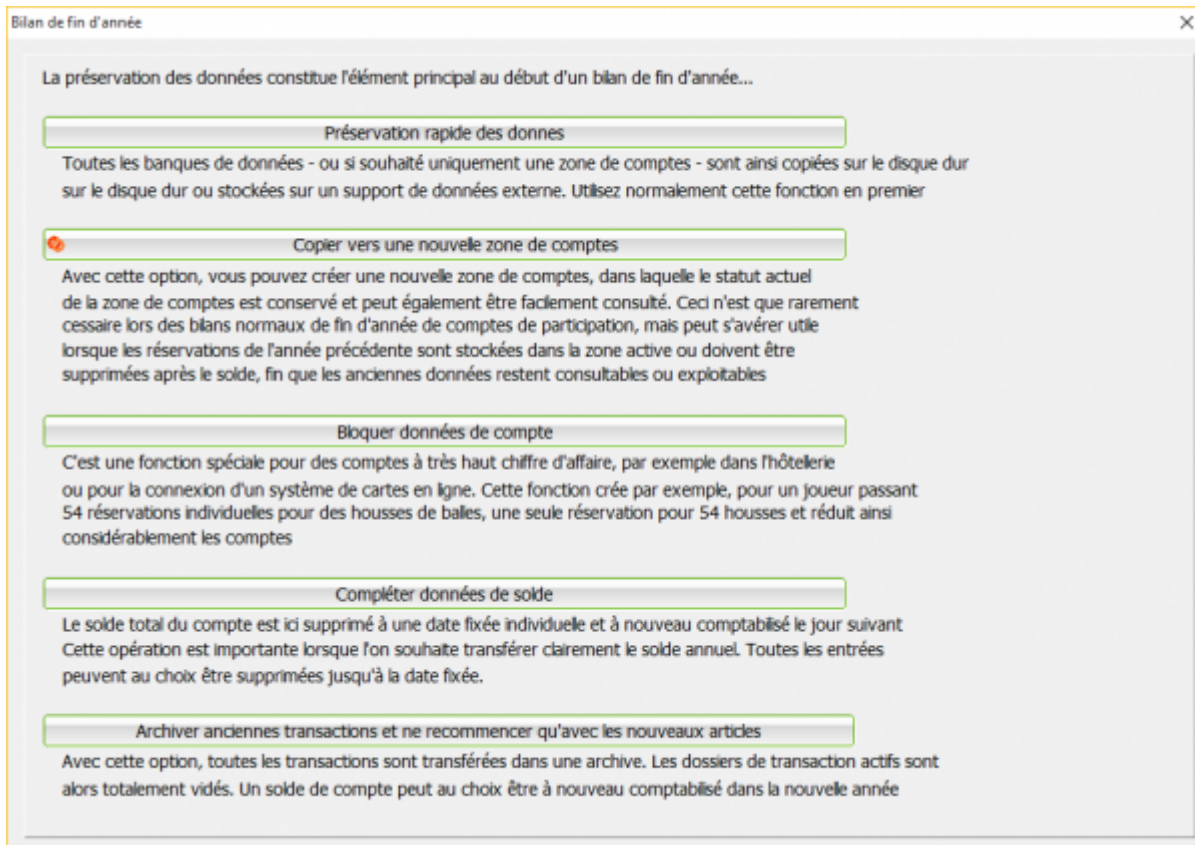 Bilan de fin d'année
La préservation des données constitue l'élément principal au début d'un bilan de fin d'année...
Préservation rapide des donnes
Toutes les banques de données - ou si souhaité uniquement une zone de comptes - sont ainsi copiées sur le disque dur
sur le disque dur ou stockées sur un support de données externe. Utilisez normalement cette fonction en premier
Copier vers une nouvelle zone de comptes
Avec cette option, vous pouvez créer une nouvelle zone de comptes, dans laquelle le statut actuel
de la zone de comptes est conservé et peut également être facilement consulté. Ceci n'est que rarement
cessaire lors des bilans normaux de fin d'année de comptes de participation, mais peut s'avérer utile
lorsque les réservations de l'année précédente sont stockées dans la zone active ou doivent être
supprimées après le solde, fin que les anciennes données restent consultables ou exploitables
Bloquer données de compte
C'est une fonction spéciale pour des comptes à très haut chiffre d'affaire, par exemple dans l'hôtellerie
ou pour la connexion d'un système de cartes en ligne. Cette fonction crée par exemple, pour un joueur passant
54 réservations individuelles pour des housses de balles, une seule réservation pour 54 housses et réduit ainsi
considérablement les comptes
Compléter données de solde
Le solde total du compte est ici supprimé à une date fixée individuelle et à nouveau comptabilisé le jour suivant
Cette opération est importante lorsque l'on souhaite transférer clairement le solde annuel. Toutes les entrées
peuvent au choix être supprimées jusqu'à la date fixée.
Archiver anciennes transactions et ne recommencer qu'avec les nouveaux articles
Avec cette option, toutes les transactions sont transférées dans une archive. Les dossiers de transaction actifs sont
alors totalement vidés. Un solde de compte peut au choix être à nouveau comptabilisé dans la nouvelle année